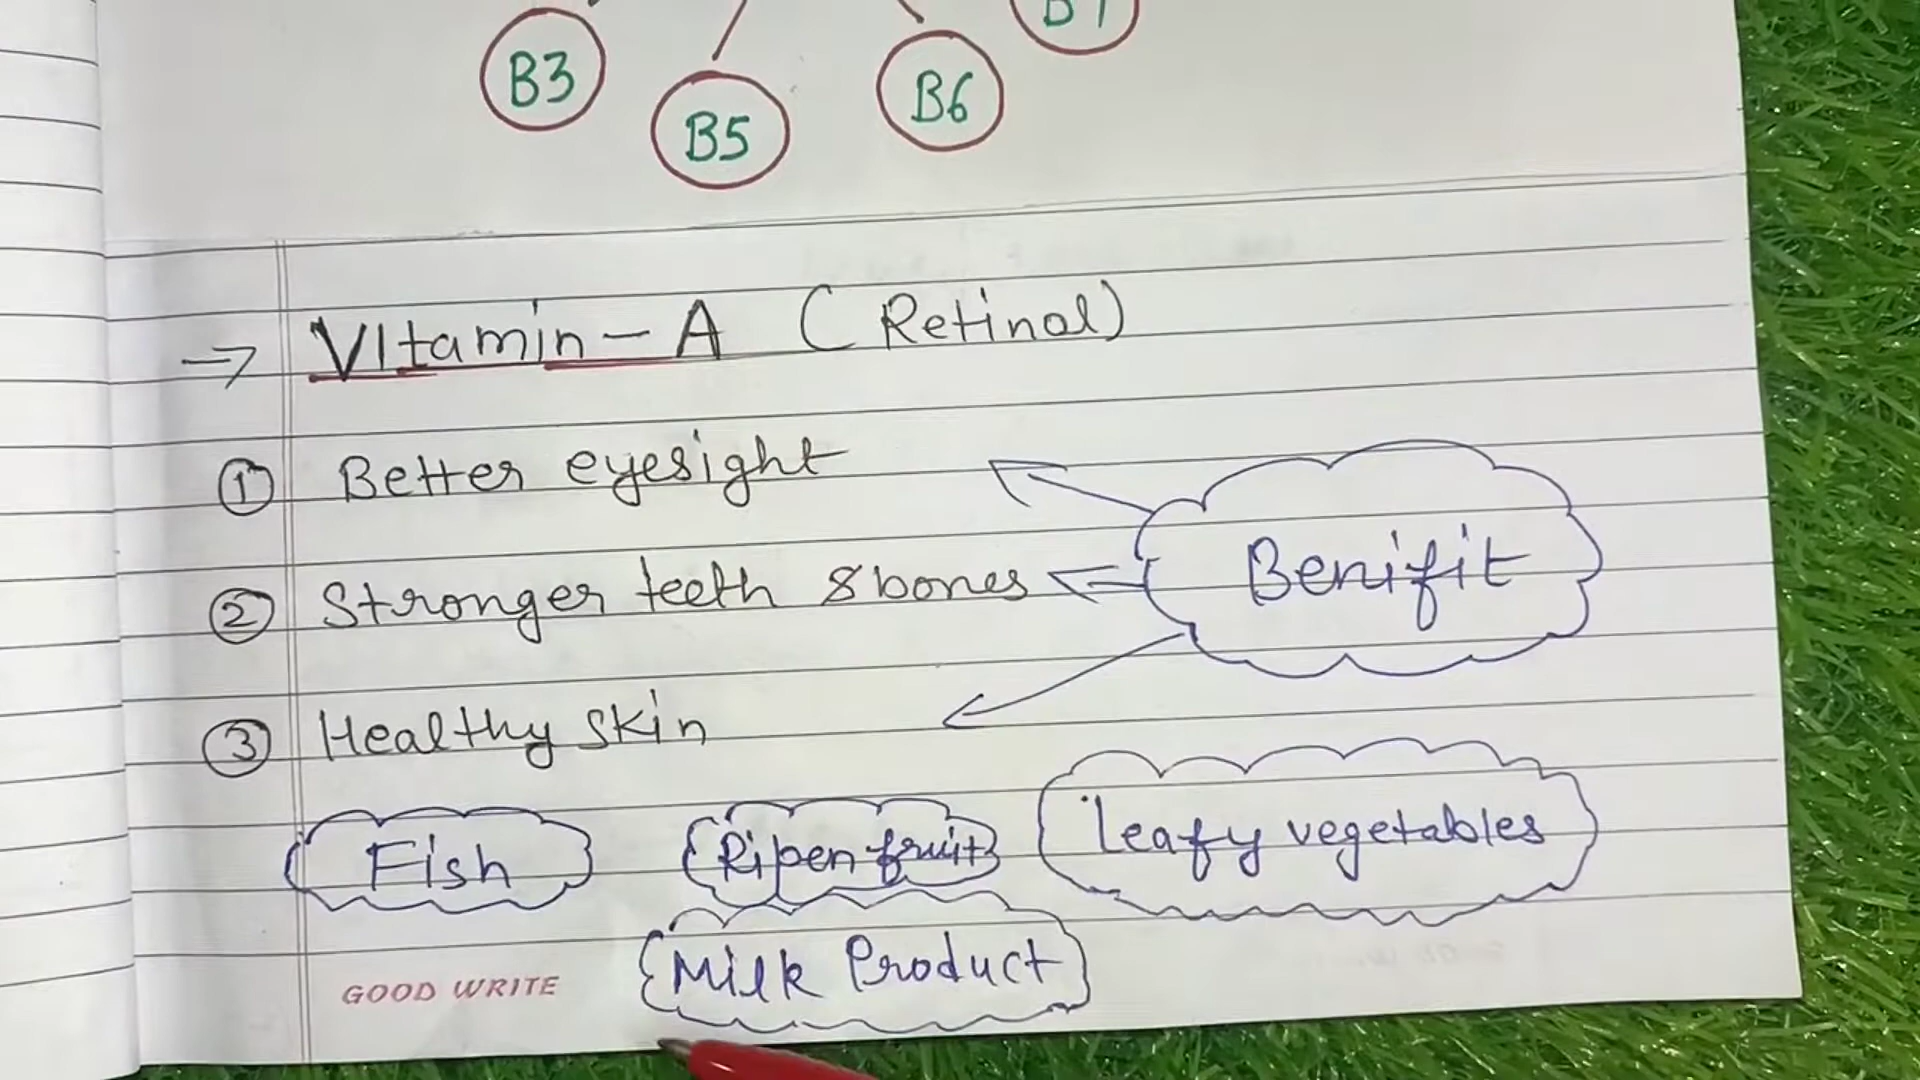 B3
B5
B6
B7
→ Vitamin - A (Retinol)
① Better eyesight
② Stronger teeth & bones
Benifit
③ Healthy skin
Fish
Ripen fruit
Leafy vegetables
Milk Product
GOOD WRITE